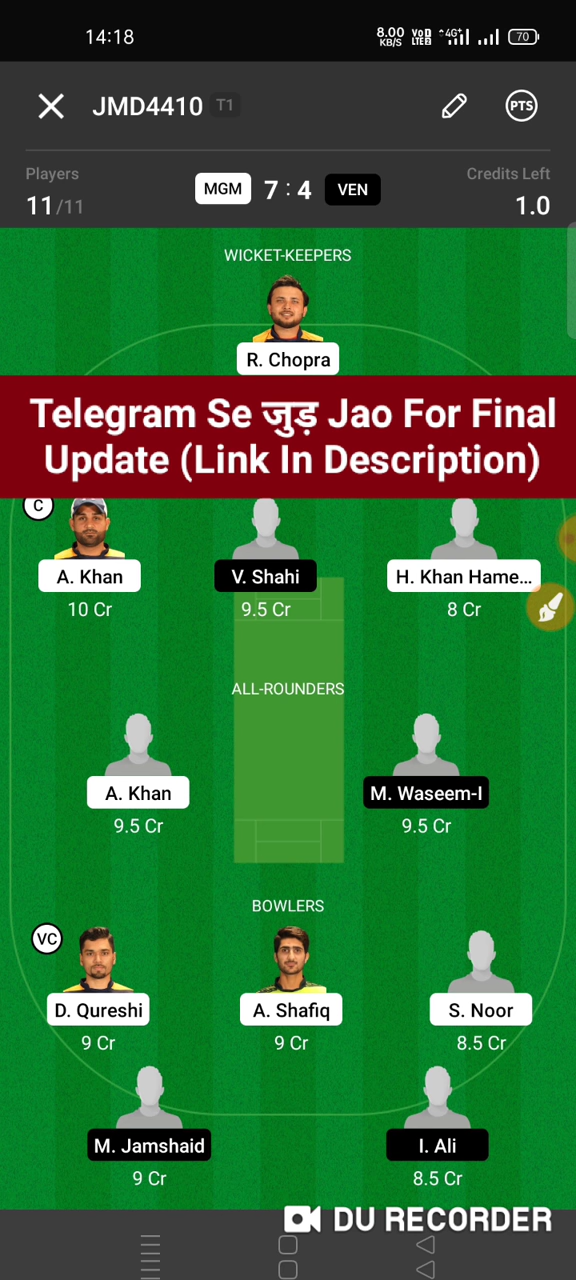 14:18
8.00 KB/S VoD LTE2 4G+ 70
JMD4410 T1
PTS
Players
Credits Left
MGM 7 : 4 VEN
11/11
1.0
WICKET-KEEPERS
R. Chopra
Telegram Se जुड़ Jao For Final
Update (Link In Description)
C
A. Khan
V. Shahi
H. Khan Hame...
10 Cr
9.5 Cr
8 Cr
ALL-ROUNDERS
A. Khan
M. Waseem-I
9.5 Cr
9.5 Cr
BOWLERS
VC
D. Qureshi
A. Shafiq
S. Noor
9 Cr
9 Cr
8.5 Cr
M. Jamshaid
I. Ali
9 Cr
8.5 Cr
DU RECORDER